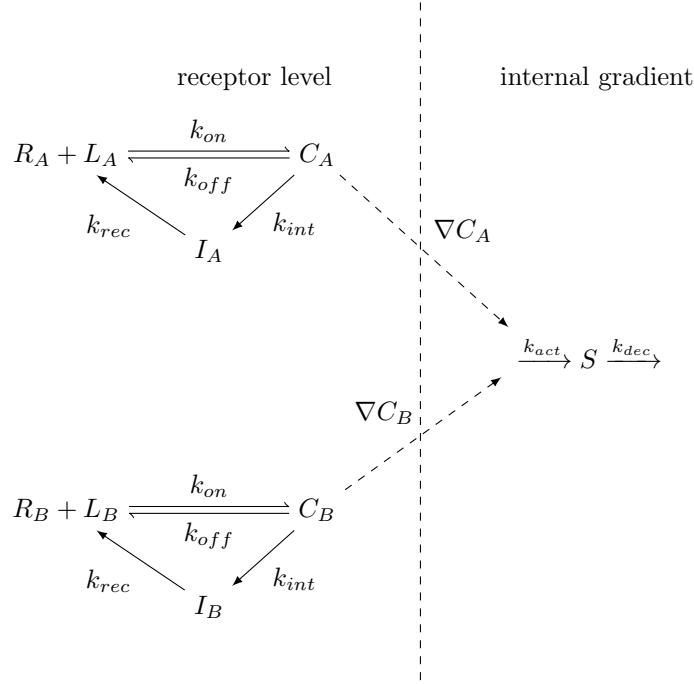 receptor level internal gradient
k_on
R_A + L_A C_A
k_off
k_rec k_int ∇C_A
I_A
k_act S k_dec
∇C_B
k_on
R_B + L_B C_B
k_off
k_rec k_int
I_B